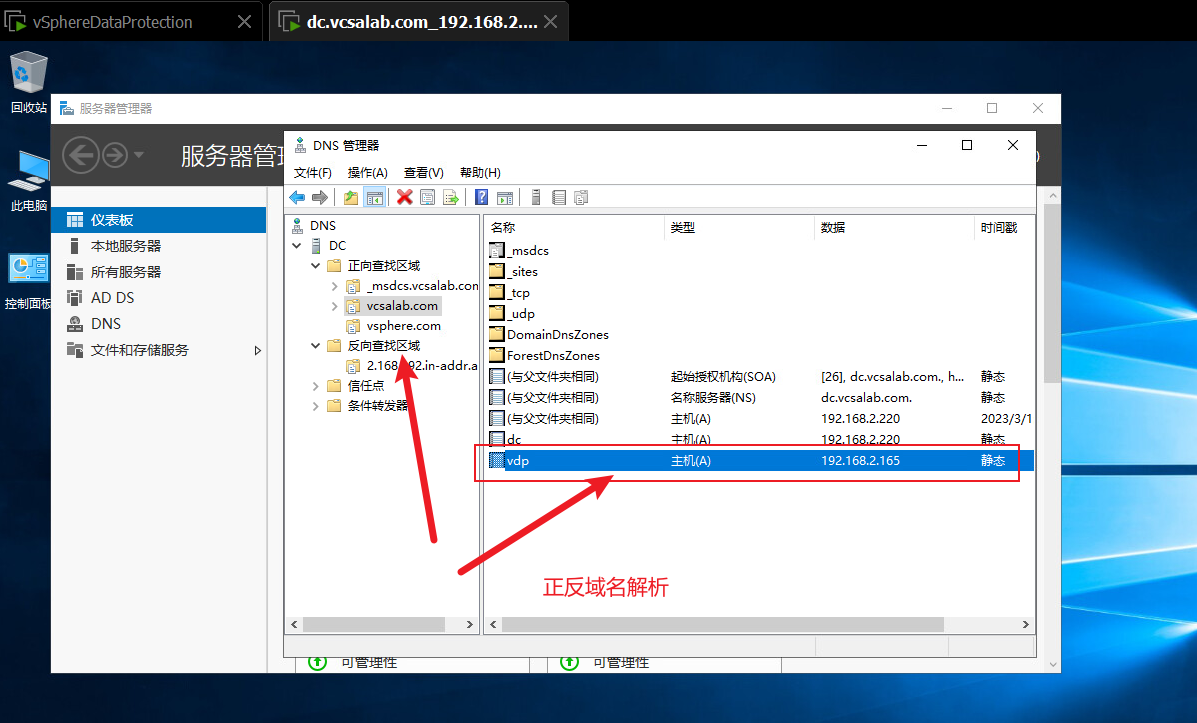 vSphereDataProtection
dc.vcsalab.com_192.168.2....
回收站
此电脑
控制面板
服务器管理器
服务器管理
仪表板
本地服务器
所有服务器
AD DS
DNS
文件和存储服务
DNS 管理器
文件(F) 操作(A) 查看(V) 帮助(H)
DNS
DC
正向查找区域
_msdcs.vcsalab.con
vcsalab.com
vsphere.com
反向查找区域
2.168.192.in-addr.a
信任点
条件转发器
名称 类型 数据 时间戳
_msdcs
_sites
_tcp
_udp
DomainDnsZones
ForestDnsZones
(与父文件夹相同) 起始授权机构(SOA) [26], dc.vcsalab.com, h... 静态
(与父文件夹相同) 名称服务器(NS) dc.vcsalab.com. 静态
(与父文件夹相同) 主机(A) 192.168.2.220 2023/3/1
dc 主机(A) 192.168.2.220 静态
vdp 主机(A) 192.168.2.165 静态
正反域名解析
可管理性 可管理性